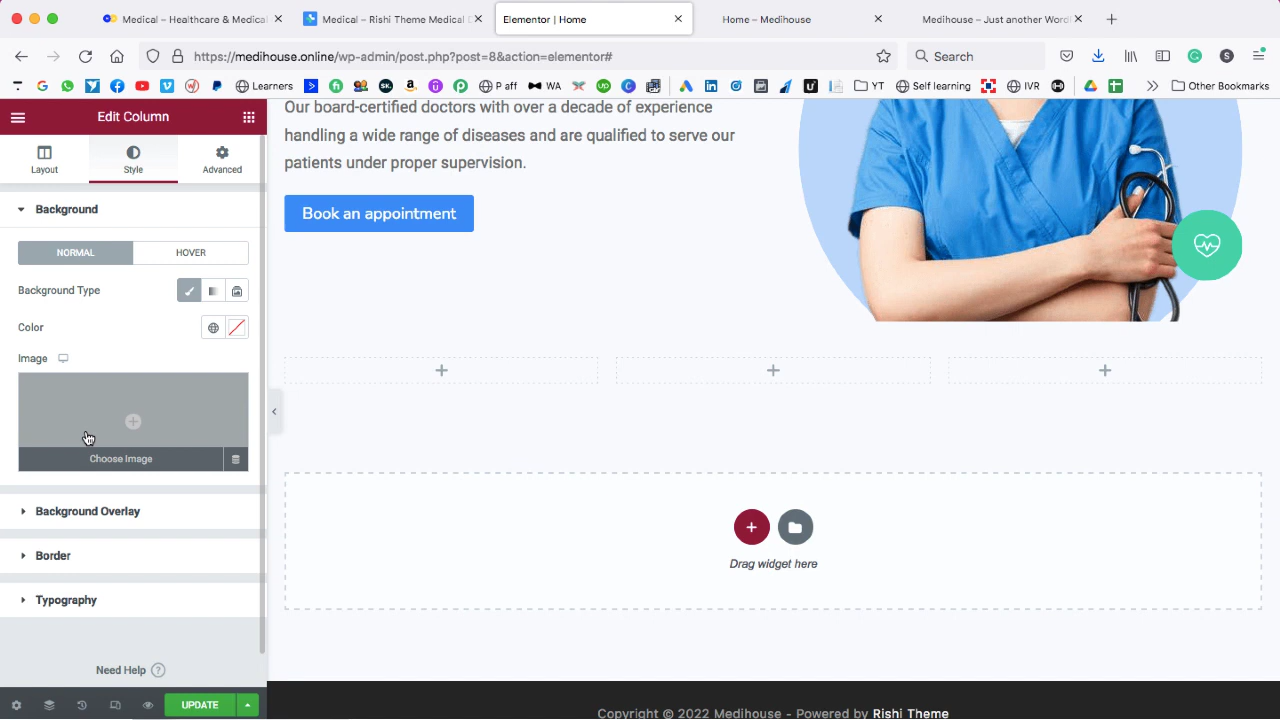 Medical – Healthcare & Medical
Medical – Rishi Theme Medical
Elementor | Home
Home – Medihouse
Medihouse – Just another Word
https://medihouse.online/wp-admin/post.php?post=8&action=elementor#
Search
Learners
P aff
WA
YT
Self learning
IVR
Other Bookmarks
Edit Column
Layout
Style
Advanced
Background
NORMAL
HOVER
Background Type
Color
Image
Choose Image
Background Overlay
Border
Typography
Need Help
UPDATE
Our board-certified doctors with over a decade of experience
handling a wide range of diseases and are qualified to serve our
patients under proper supervision.
Book an appointment
Drag widget here
Copyright © 2022 Medihouse - Powered by Rishi Theme